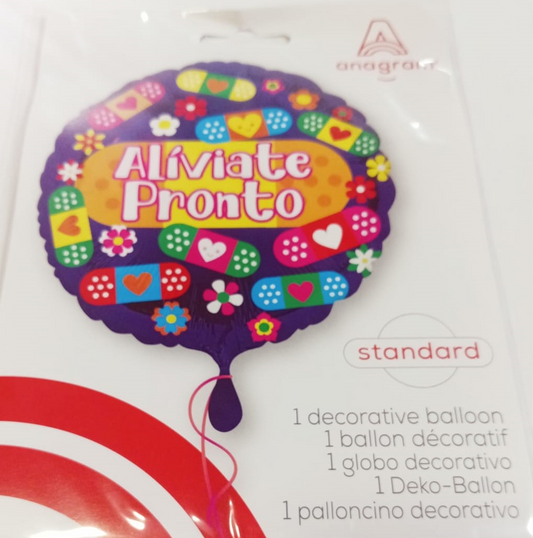 anagram
Alíviate
Pronto
standard
1 decorative balloon
1 ballon décoratif
1 globo decorativo
1 Deko-Ballon
1 palloncino decorativo